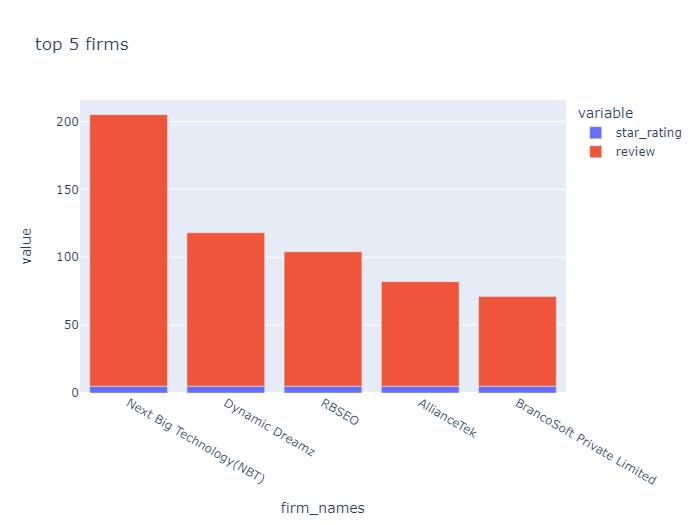 top 5 firms
variable
star_rating
review
value
200
150
100
50
0
Next Big Technology(NBT)
Dynamic Dreamz
RBSEO
AllianceTek
BrancoSoft Private Limited
firm_names